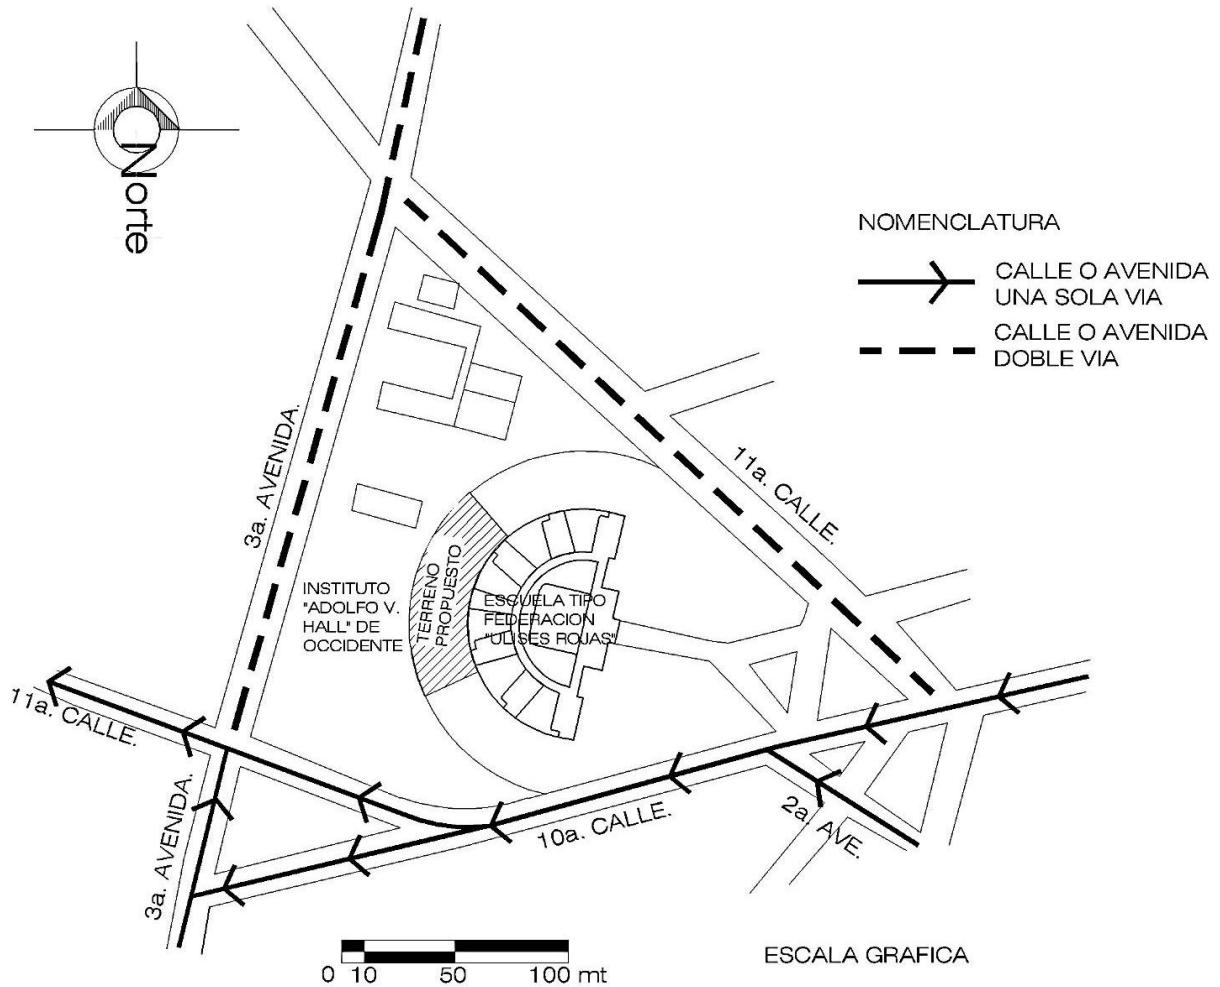 Norte
NOMENCLATURA
CALLE O AVENIDA
UNA SOLA VIA
CALLE O AVENIDA
DOBLE VIA
3a. AVENIDA.
11a. CALLE.
TERRENO
PROPUESTO
INSTITUTO
"ADOLFO V.
HALL" DE
OCCIDENTE
ESCUELA TIPO
FEDERACION
"ULISES ROJAS"
11a. CALLE.
3a. AVENIDA.
10a. CALLE.
2a. AVE.
0 10 50 100 mt
ESCALA GRAFICA